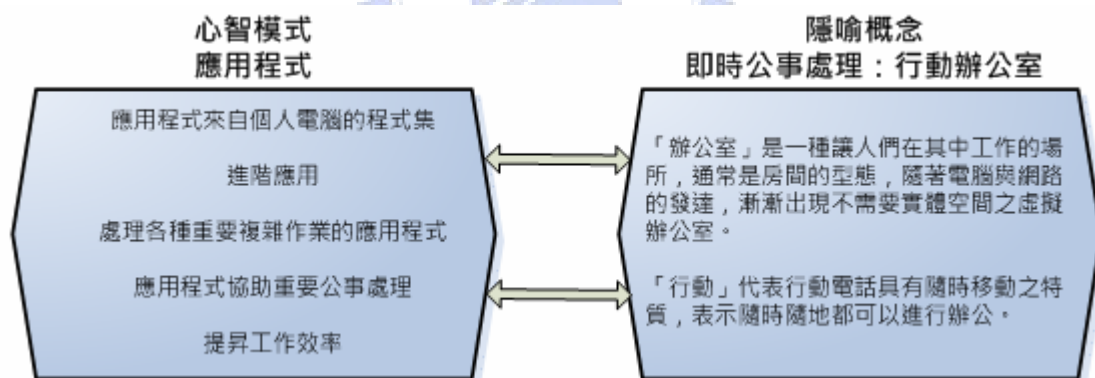 心智模式
應用程式
應用程式來自個人電腦的程式集
進階應用
處理各種重要複雜作業的應用程式
應用程式協助重要公事處理
提昇工作效率
隱喻概念
即時公事處理：行動辦公室
「辦公室」是一種讓人們在其中工作的場
所，通常是房間的型態，隨著電腦與網路
的發達，漸漸出現不需要實體空間之虛擬
辦公室。
「行動」代表行動電話具有隨時移動之特
質，表示隨時隨地都可以進行辦公。